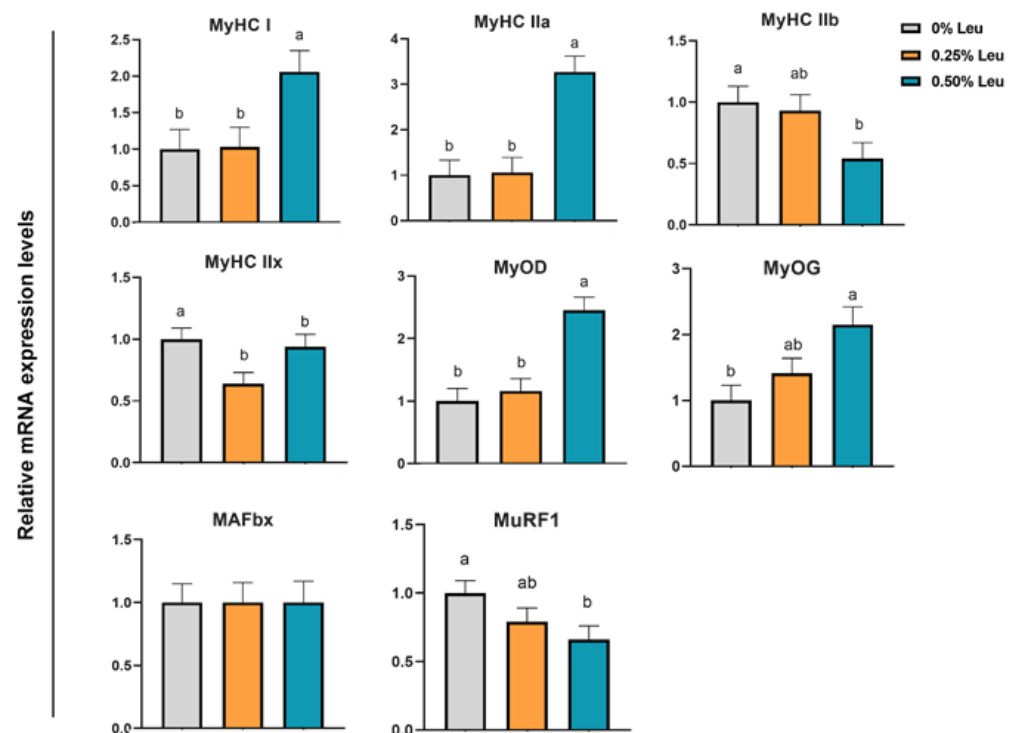 Relative mRNA expression levels
0% Leu
0.25% Leu
0.50% Leu
MyHC I
2.5
2.0
1.5
1.0
0.5
0.0
b
b
a
MyHC IIa
4
3
2
1
0
b
b
a
MyHC IIb
1.5
1.0
0.5
0.0
a
ab
b
MyHC IIx
1.5
1.0
0.5
0.0
a
b
b
MyOD
3
2
1
0
b
b
a
MyOG
3
2
1
0
b
ab
a
MAFbx
1.5
1.0
0.5
0.0
MuRF1
1.5
1.0
0.5
0.0
a
ab
b